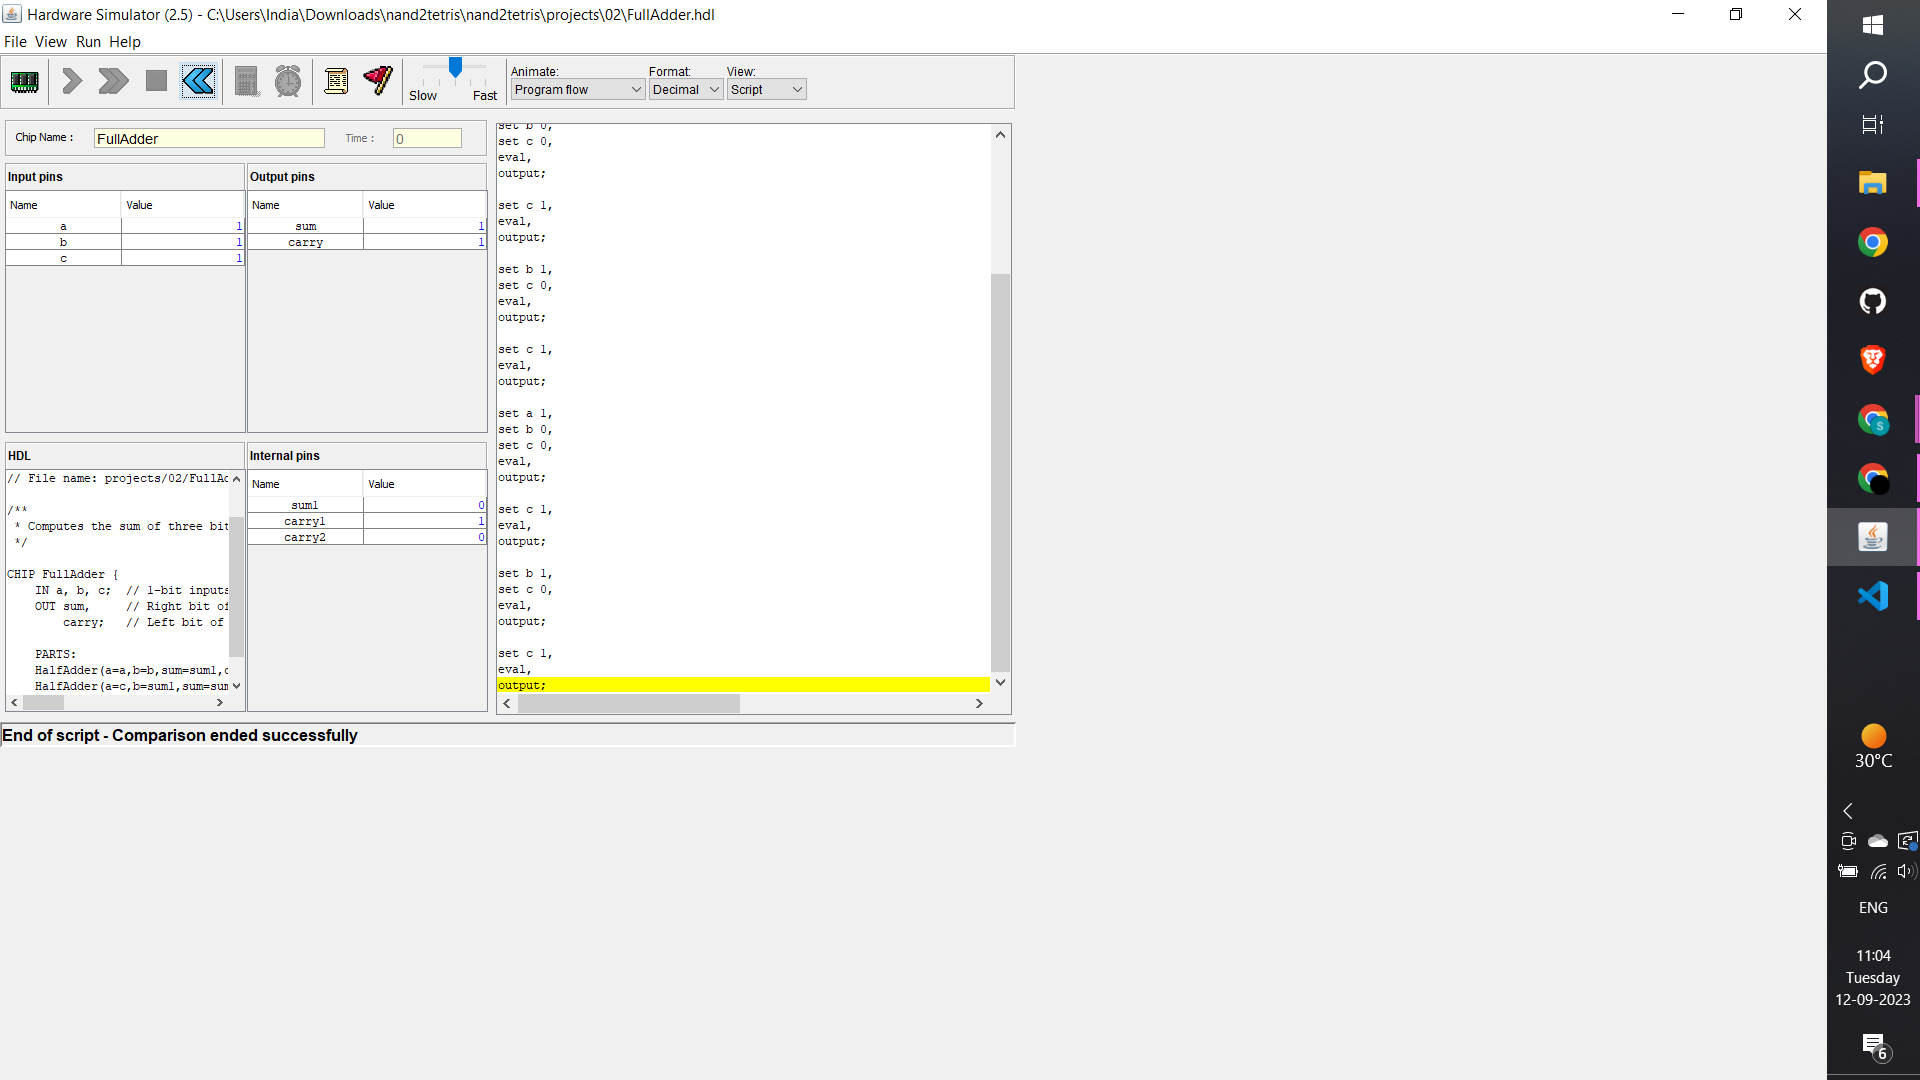 Hardware Simulator (2.5) - C:\Users\India\Downloads\nand2tetris\nand2tetris\projects\02\FullAdder.hdl
File View Run Help
Slow Fast
Animate:
Program flow
Format:
Decimal
View:
Script
Chip Name : FullAdder Time : 0
Input pins
Name Value
a 1
b 1
c 1
Output pins
Name Value
sum 1
carry 1
HDL
// File name: projects/02/FullAd
/**
* Computes the sum of three bit
*/
CHIP FullAdder {
IN a, b, c; // 1-bit inputs
OUT sum, // Right bit of
carry; // Left bit of
PARTS:
HalfAdder(a=a,b=b,sum=sum1,c
HalfAdder(a=c,b=sum1,sum=sum
Internal pins
Name Value
sum1 0
carry1 1
carry2 0
set b 0,
set c 0,
eval,
output;
set c 1,
eval,
output;
set b 1,
set c 0,
eval,
output;
set c 1,
eval,
output;
set a 1,
set b 0,
set c 0,
eval,
output;
set c 1,
eval,
output;
set b 1,
set c 0,
eval,
output;
set c 1,
eval,
output;
End of script - Comparison ended successfully
S
30°C
ENG
11:04
Tuesday
12-09-2023
6